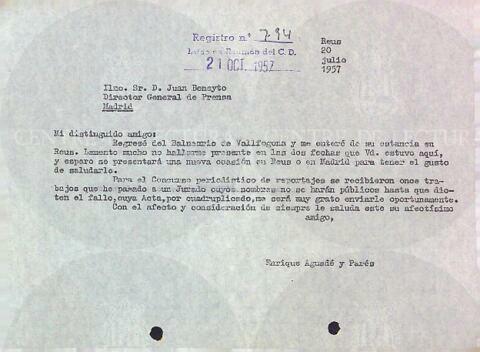 Registro n.º 794
Leído en Reunión del C.D.
21 OCT. 1957
Reus
20
julio
1957
Ilmo. Sr. D. Juan Beneyto
Director General de Prensa
Madrid
Mi distinguido amigo:
Regresé del Balneario de Vallfogona y me enteré de su estancia en
Reus. Lamento mucho no hallarme presente en las dos fechas que Vd. estuvo aquí,
y espero se presentará una nueva ocasión en Reus o en Madrid para tener el gusto
de saludarle.
Para el Concurso periodístico de reportajes se recibieron once tra-
bajos que he pasado a un Jurado cuyos nombres no se harán públicos hasta que dic-
ten el fallo, cuya Acta, por cuadruplicado, me será muy grato enviarle oportunamente.
Con el afecto y consideración de siempre le saluda este su afectísimo
amigo,
Enrique Aguadé y Parés